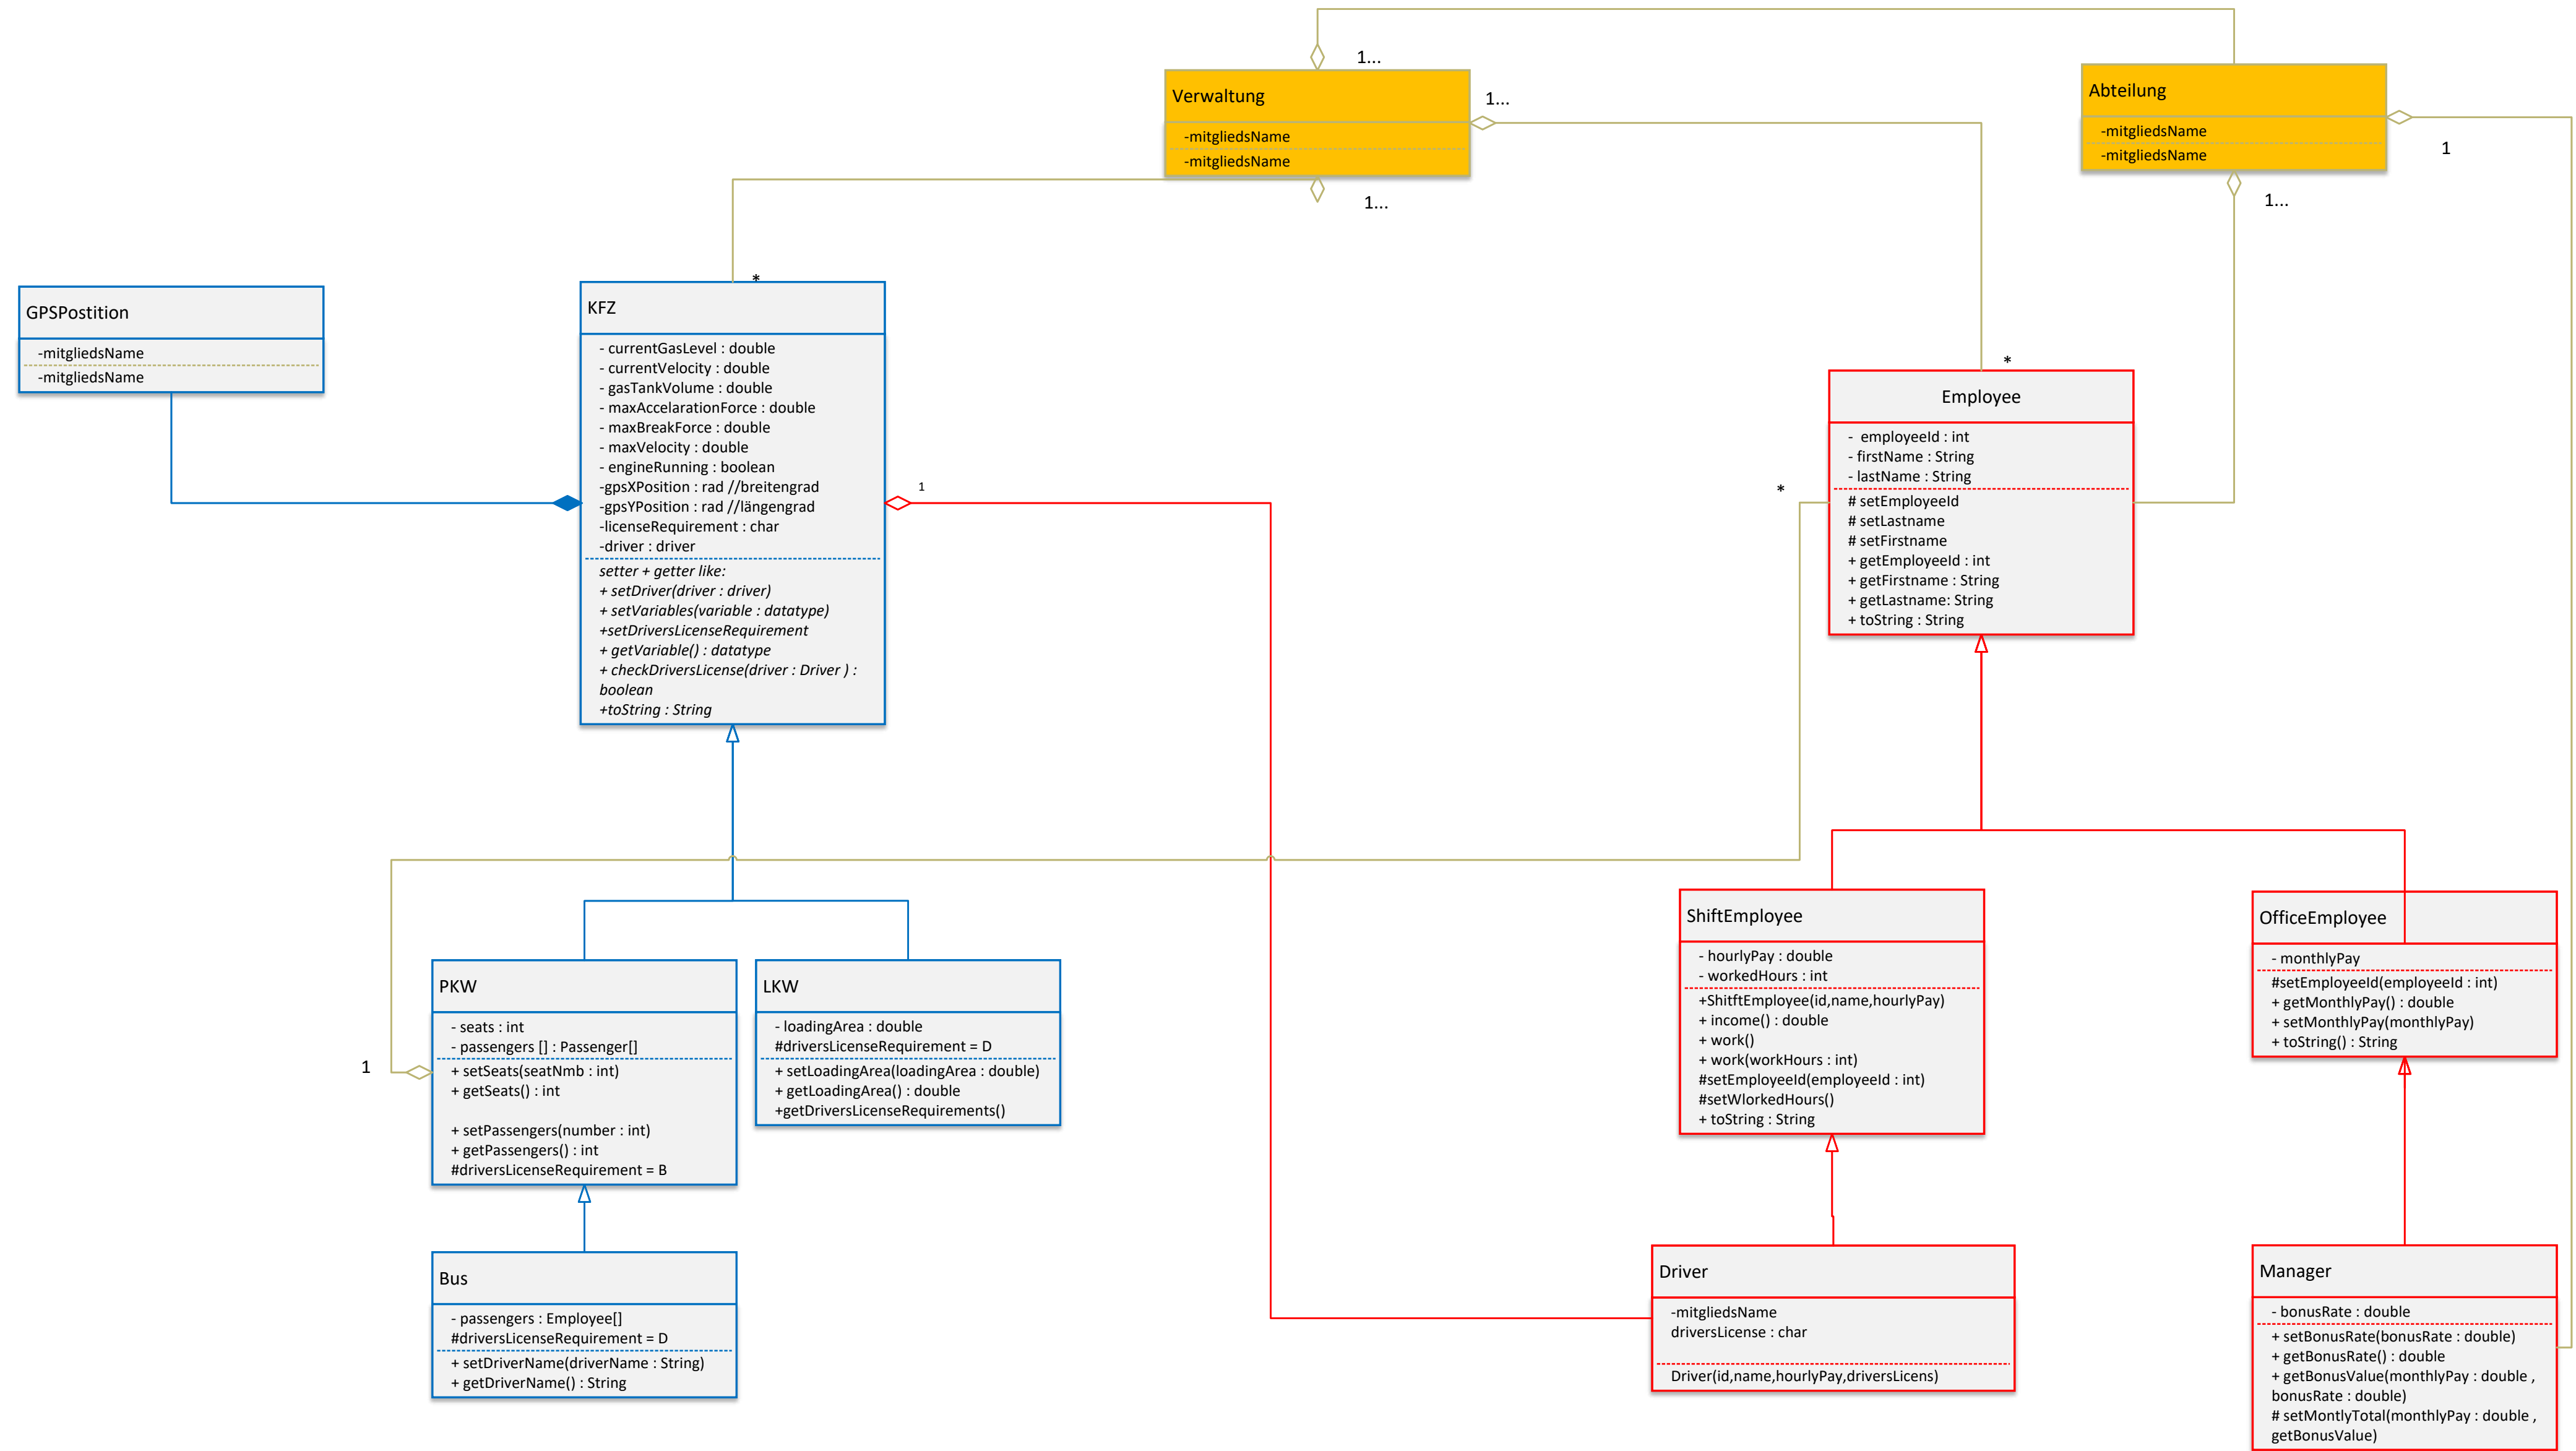 1...
Verwaltung
1...
-mitgliedsName
-mitgliedsName
1...
Abteilung
-mitgliedsName
-mitgliedsName
1
1...
GPSPostition
-mitgliedsName
-mitgliedsName
*
KFZ
- currentGasLevel : double
- currentVelocity : double
- gasTankVolume : double
- maxAccelarationForce : double
- maxBreakForce : double
- maxVelocity : double
- engineRunning : boolean
-gpsXPosition : rad //breitengrad
-gpsYPosition : rad //längengrad
-licenseRequirement : char
-driver : driver
setter + getter like:
+ setDriver(driver : driver)
+ setVariables(variable : datatype)
+setDriversLicenseRequirement
+ getVariable() : datatype
+ checkDriversLicense(driver : Driver ) :
boolean
+toString : String
1
*
*
Employee
-  employeeId : int
- firstName : String
- lastName : String
# setEmployeeId
# setLastname
# setFirstname
+ getEmployeeId : int
+ getFirstname : String
+ getLastname: String
+ toString : String
1
PKW
- seats : int
- passengers [] : Passenger[]
+ setSeats(seatNmb : int)
+ getSeats() : int
+ setPassengers(number : int)
+ getPassengers() : int
#driversLicenseRequirement = B
LKW
- loadingArea : double
#driversLicenseRequirement = D
+ setLoadingArea(loadingArea : double)
+ getLoadingArea() : double
+getDriversLicenseRequirements()
ShiftEmployee
- hourlyPay : double
- workedHours : int
+ShitftEmployee(id,name,hourlyPay)
+ income() : double
+ work()
+ work(workHours : int)
#setEmployeeId(employeeId : int)
#setWlorkedHours()
+ toString : String
OfficeEmployee
- monthlyPay
#setEmployeeId(employeeId : int)
+ getMonthlyPay() : double
+ setMonthlyPay(monthlyPay)
+ toString() : String
Bus
- passengers : Employee[]
#driversLicenseRequirement = D
+ setDriverName(driverName : String)
+ getDriverName() : String
Driver
-mitgliedsName
driversLicense : char
Driver(id,name,hourlyPay,driversLicens)
Manager
- bonusRate : double
+ setBonusRate(bonusRate : double)
+ getBonusRate() : double
+ getBonusValue(monthlyPay : double ,
bonusRate : double)
# setMontlyTotal(monthlyPay : double ,
getBonusValue)